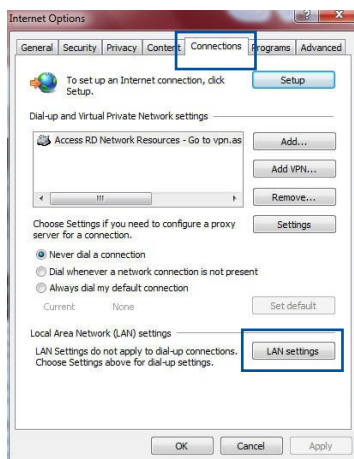 Internet Options
General Security Privacy Content Connections Programs Advanced
To set up an Internet connection, click
Setup.
Setup
Dial-up and Virtual Private Network settings
Access RD Network Resources - Go to vpn.as
Add...
Add VPN...
Remove...
Choose Settings if you need to configure a proxy
server for a connection.
Settings
Never dial a connection
Dial whenever a network connection is not present
Always dial my default connection
Current None
Set default
Local Area Network (LAN) settings
LAN Settings do not apply to dial-up connections.
Choose Settings above for dial-up settings.
LAN settings
OK Cancel Apply